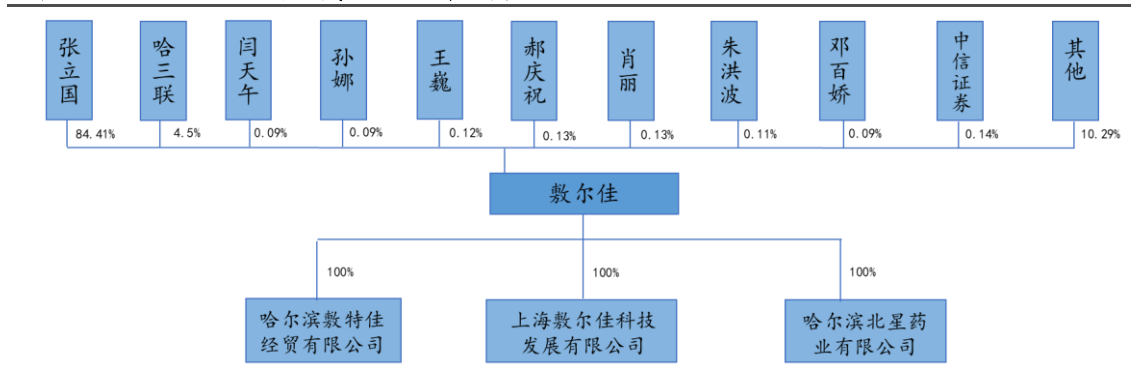 张立国
哈三联
闫天午
孙娜
王巍
郝庆祝
肖丽
朱洪波
邓百娇
中信证券
其他
84.41%
4.5%
0.09%
0.09%
0.12%
0.13%
0.13%
0.11%
0.09%
0.14%
10.29%
敷尔佳
100%
100%
100%
哈尔滨敷特佳
经贸有限公司
上海敷尔佳科技
发展有限公司
哈尔滨北星药
业有限公司